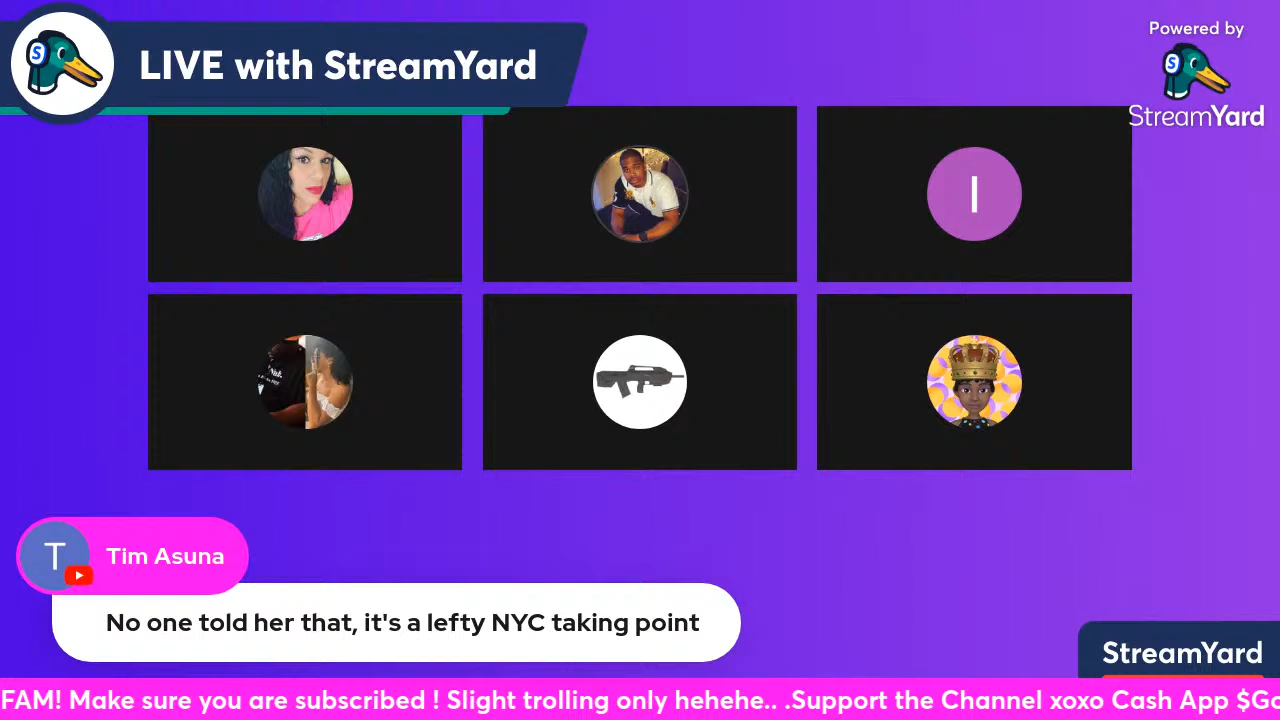 LIVE with StreamYard
Powered by
StreamYard
I
T
Tim Asuna
No one told her that, it's a lefty NYC taking point
StreamYard
FAM! Make sure you are subscribed ! Slight trolling only hehehe.. .Support the Channel xoxo Cash App